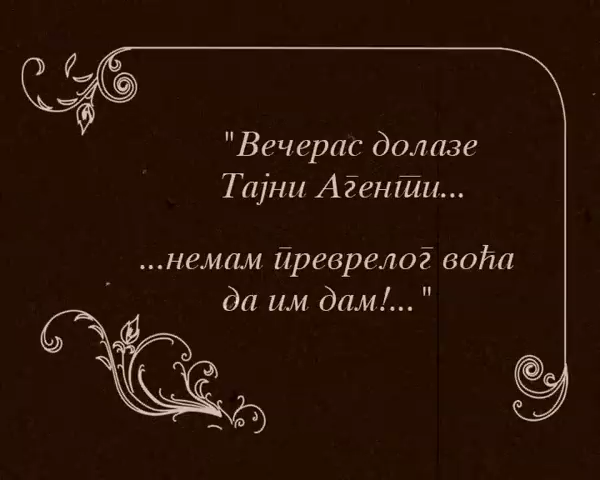 "Вечерас долазе
Тајни Агенти...
...немам преврелог воћа
да им дам!..."